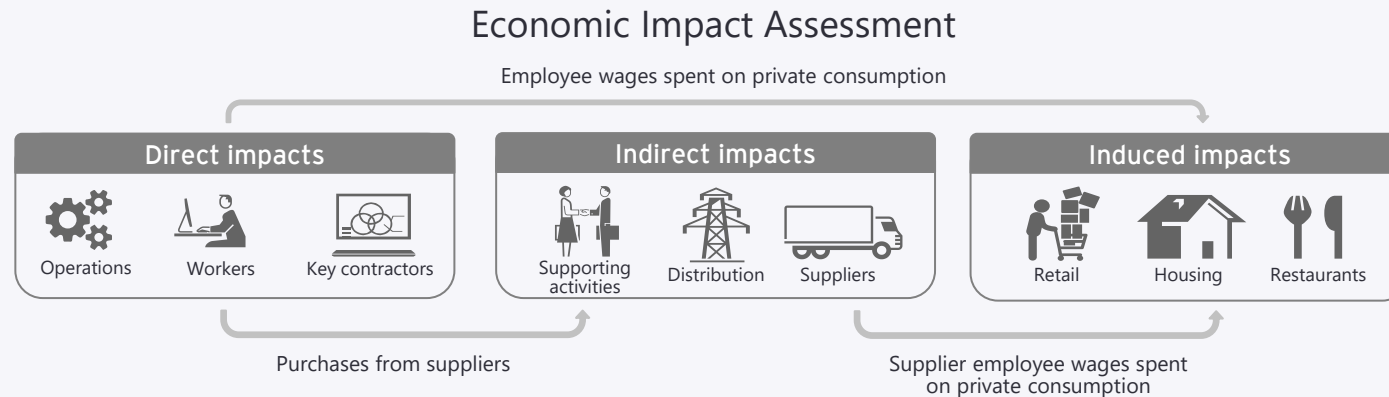 Economic Impact Assessment
Employee wages spent on private consumption
Direct impacts
Operations
Workers
Key contractors
Indirect impacts
Supporting
activities
Distribution
Suppliers
Induced impacts
Retail
Housing
Restaurants
Purchases from suppliers
Supplier employee wages spent
on private consumption